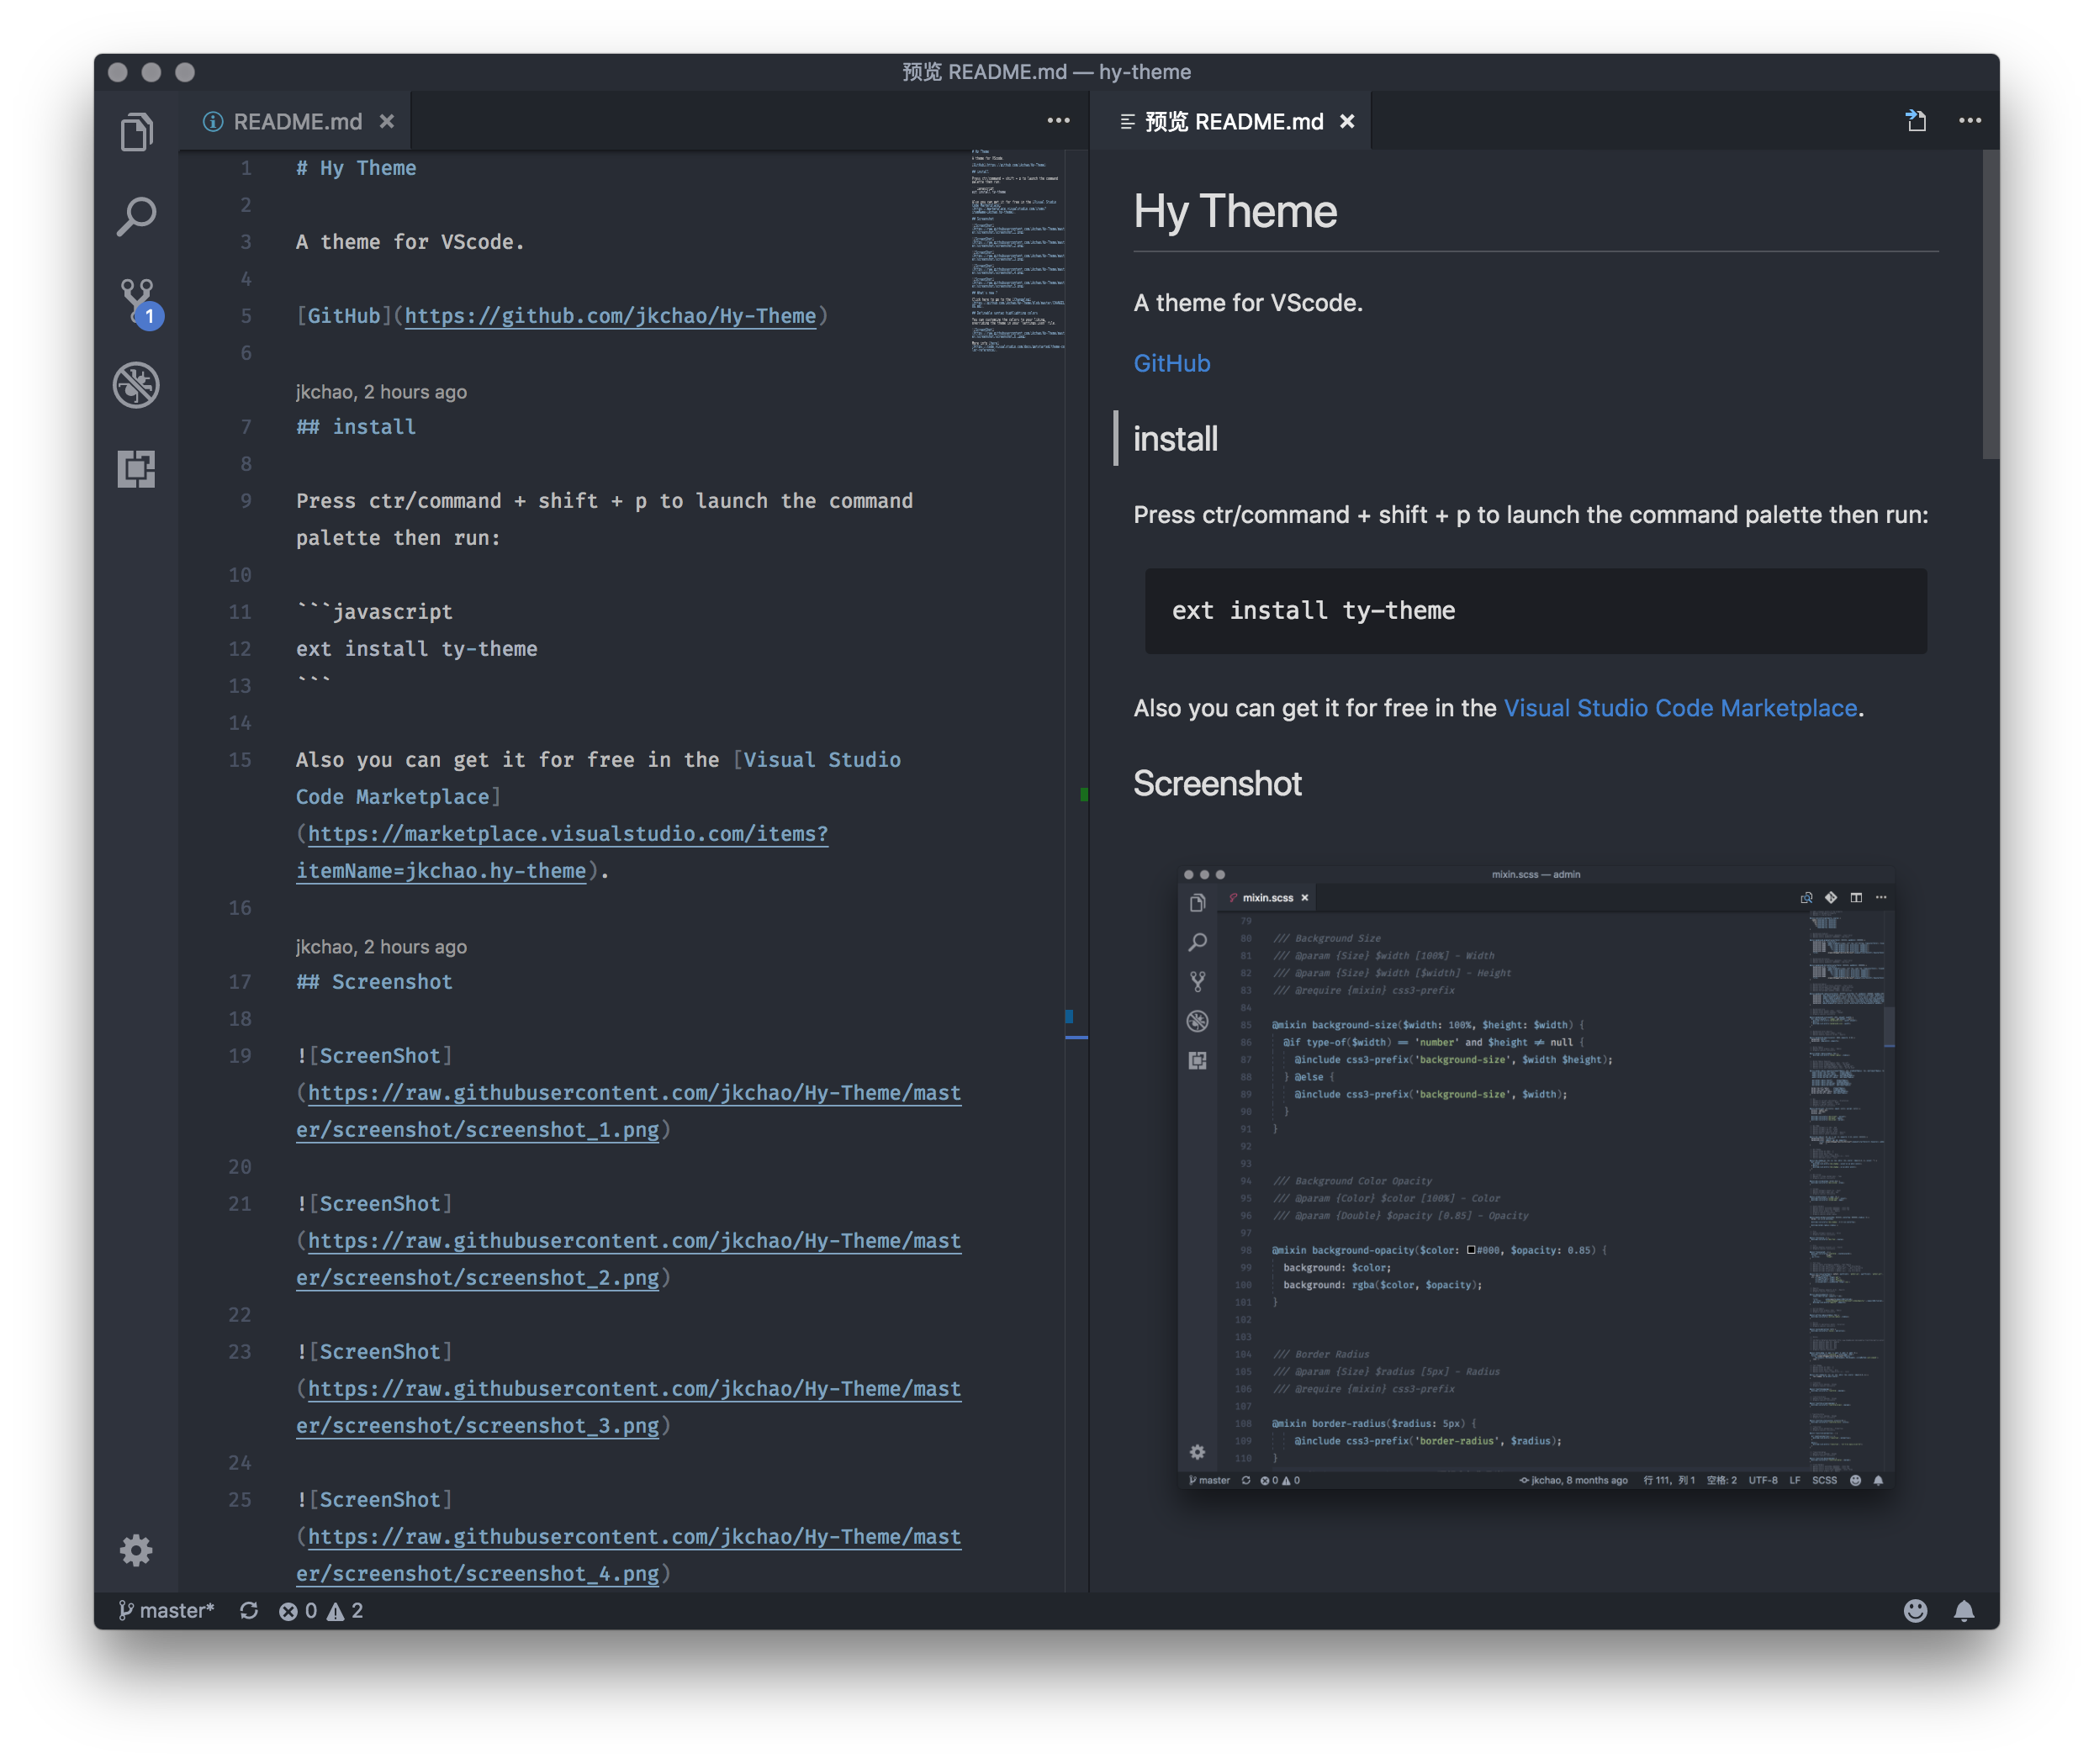 预览 README.md — hy-theme
README.md
1 # Hy Theme
2
3 A theme for VScode.
4
5 [GitHub](https://github.com/jkchao/Hy-Theme)
6
jkchao, 2 hours ago
7 ## install
8
9 Press ctr/command + shift + p to launch the command
palette then run:
10
11 ```javascript
12 ext install ty-theme
13 ```
14
15 Also you can get it for free in the [Visual Studio
Code Marketplace]
(https://marketplace.visualstudio.com/items?
itemName=jkchao.hy-theme).
16
jkchao, 2 hours ago
17 ## Screenshot
18
19 ![ScreenShot]
(https://raw.githubusercontent.com/jkchao/Hy-Theme/mast
er/screenshot/screenshot_1.png)
20
21 ![ScreenShot]
(https://raw.githubusercontent.com/jkchao/Hy-Theme/mast
er/screenshot/screenshot_2.png)
22
23 ![ScreenShot]
(https://raw.githubusercontent.com/jkchao/Hy-Theme/mast
er/screenshot/screenshot_3.png)
24
25 ![ScreenShot]
(https://raw.githubusercontent.com/jkchao/Hy-Theme/mast
er/screenshot/screenshot_4.png)
1
预览 README.md
Hy Theme
A theme for VScode.
GitHub
install
Press ctr/command + shift + p to launch the command palette then run:
ext install ty-theme
Also you can get it for free in the Visual Studio Code Marketplace.
Screenshot
mixin.scss — admin
mixin.scss
79
80 /// Background Size
81 /// @param {Size} $width [100%] - Width
82 /// @param {Size} $width [$width] - Height
83 /// @require {mixin} css3-prefix
84
85 @mixin background-size($width: 100%, $height: $width) {
86 @if type-of($width) == 'number' and $height ≠ null {
87 @include css3-prefix('background-size', $width $height);
88 } @else {
89 @include css3-prefix('background-size', $width);
90 }
91 }
92
93
94 /// Background Color Opacity
95 /// @param {Color} $color [100%] - Color
96 /// @param {Double} $opacity [0.85] - Opacity
97
98 @mixin background-opacity($color: #000, $opacity: 0.85) {
99 background: $color;
100 background: rgba($color, $opacity);
101 }
102
103
104 /// Border Radius
105 /// @param {Size} $radius [5px] - Radius
106 /// @require {mixin} css3-prefix
107
108 @mixin border-radius($radius: 5px) {
109 @include css3-prefix('border-radius', $radius);
110 }
master 0 0 jkchao, 8 months ago 行 111, 列 1 空格: 2 UTF-8 LF SCSS
master* 0 2